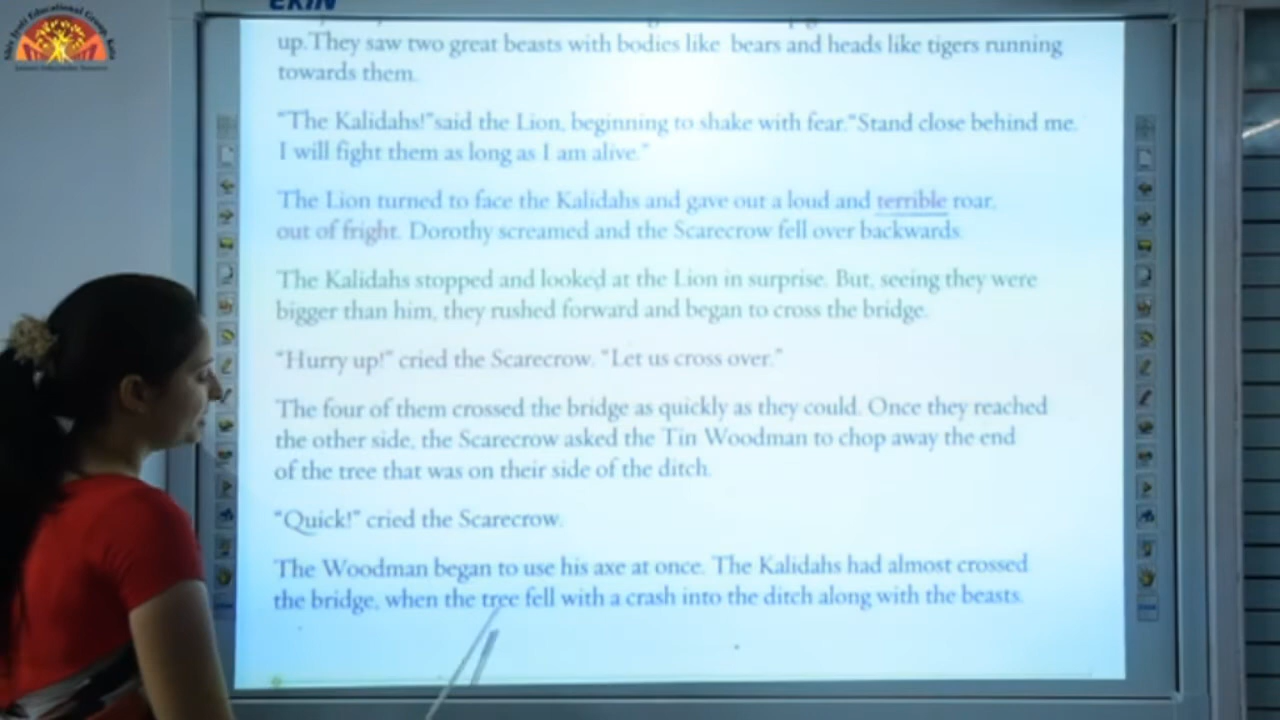 Shiv Jyoti Educational Group, Kota
EKIN
up. They saw two great beasts with bodies like bears and heads like tigers running
towards them.
"The Kalidahs!"said the Lion, beginning to shake with fear."Stand close behind me.
I will fight them as long as I am alive."
The Lion turned to face the Kalidahs and gave out a loud and terrible roar,
out of fright. Dorothy screamed and the Scarecrow fell over backwards.
The Kalidahs stopped and looked at the Lion in surprise. But, seeing they were
bigger than him, they rushed forward and began to cross the bridge.
"Hurry up!" cried the Scarecrow. "Let us cross over."
The four of them crossed the bridge as quickly as they could. Once they reached
the other side, the Scarecrow asked the Tin Woodman to chop away the end
of the tree that was on their side of the ditch.
"Quick!" cried the Scarecrow.
The Woodman began to use his axe at once. The Kalidahs had almost crossed
the bridge, when the tree fell with a crash into the ditch along with the beasts.